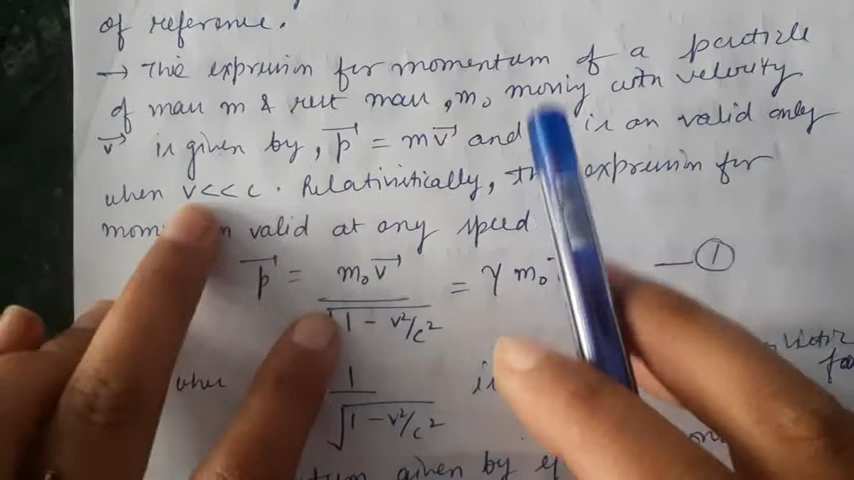 of reference.
→ The expression for momentum of a particle
of mass m & rest mass, m₀ moving with velocity
v⃗ is given by, p⃗ = mv⃗ and is an valid only
when v<<c. Relativistically, expression for
valid at any speed
p⃗ = m₀v⃗ / √(1 - v²/c²) = γ m₀ —①
where 1 / √(1 - v²/c²)
given by